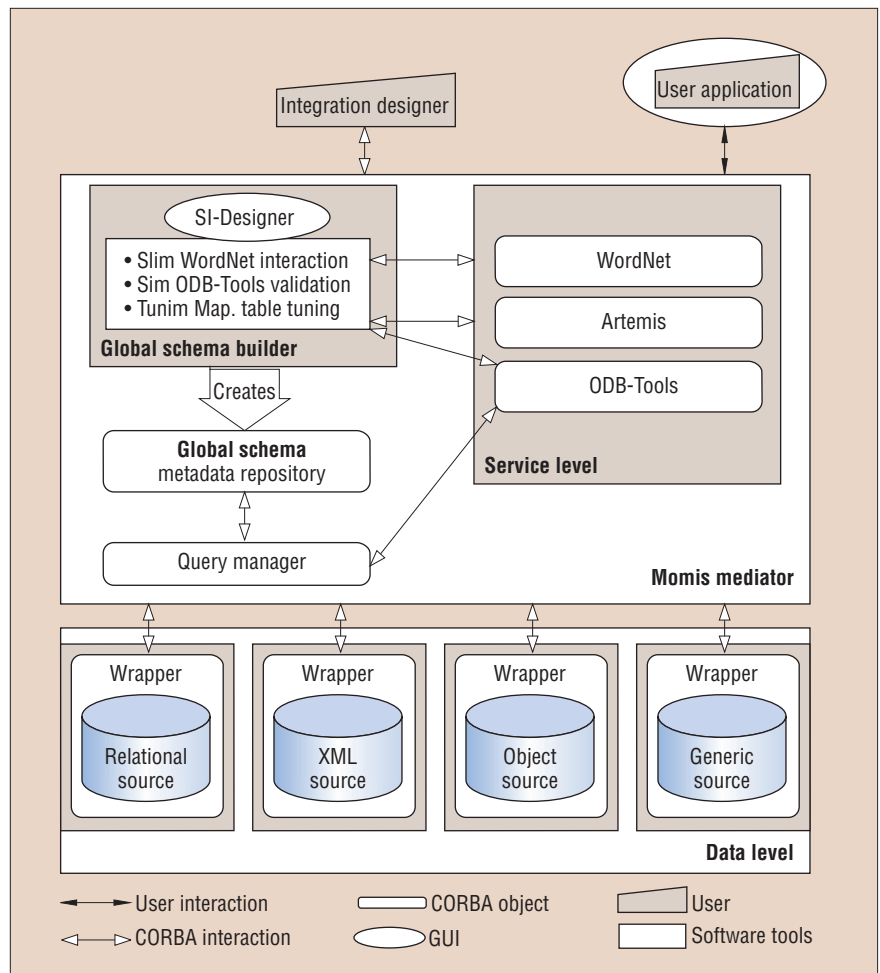 Integration designer
User application
SI-Designer
• Slim WordNet interaction
• Sim ODB-Tools validation
• Tunim Map. table tuning
Global schema builder
WordNet
Artemis
ODB-Tools
Service level
Creates
Global schema
metadata repository
Query manager
Momis mediator
Wrapper
Relational
source
Wrapper
XML
source
Wrapper
Object
source
Wrapper
Generic
source
Data level
User interaction
CORBA object
User
CORBA interaction
GUI
Software tools